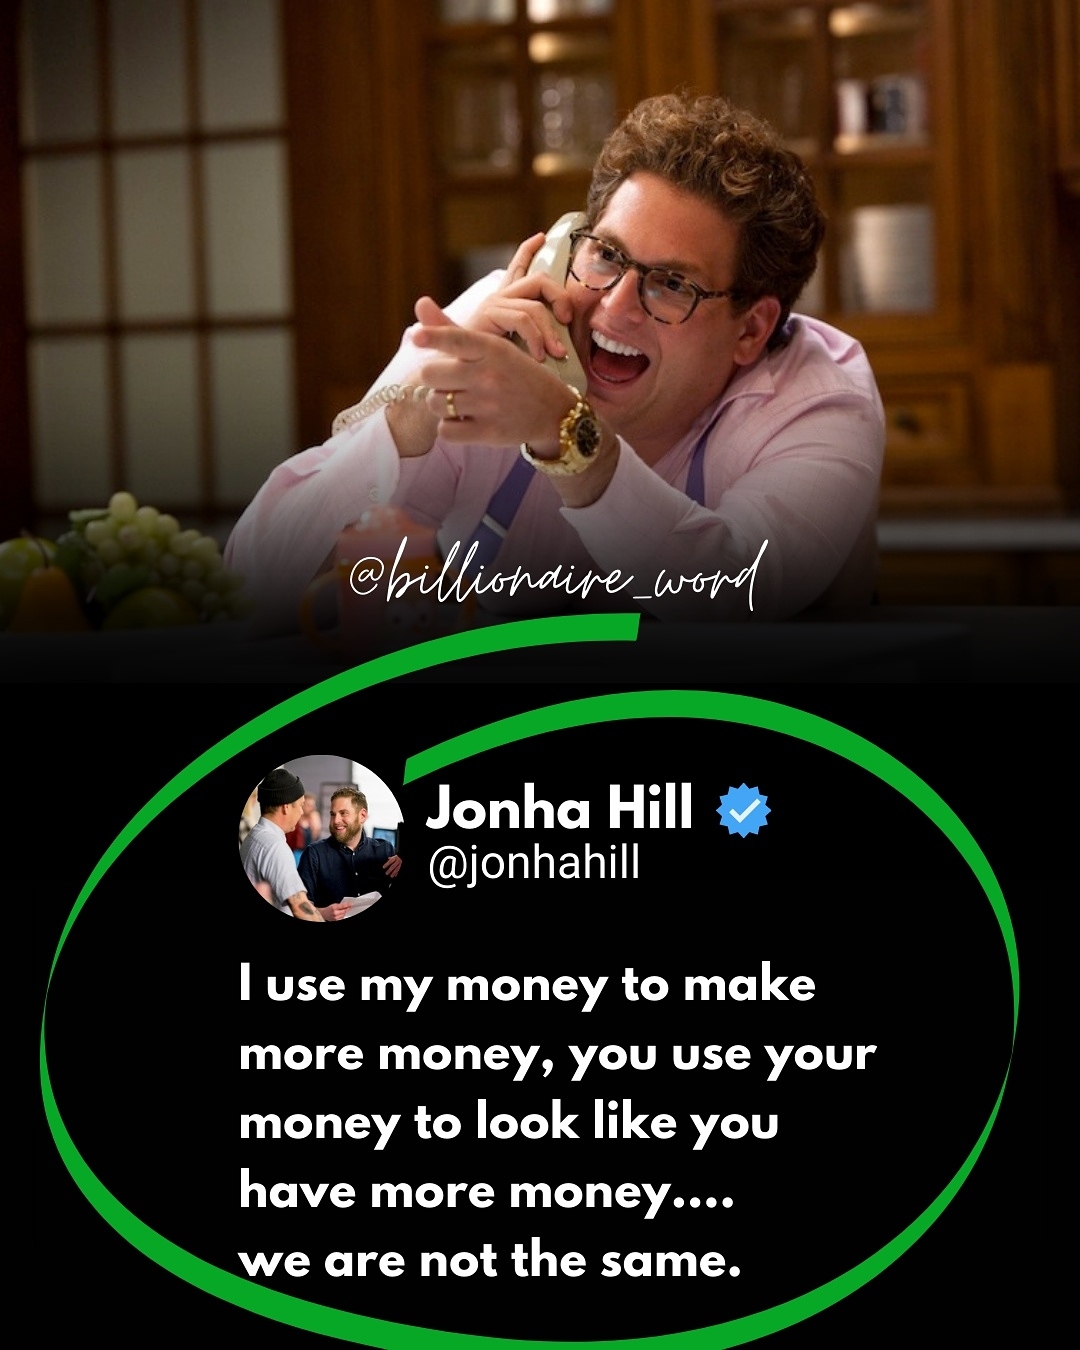 @billionaire_word
Jonha Hill
@jonhahill
I use my money to make
more money, you use your
money to look like you
have more money....
we are not the same.